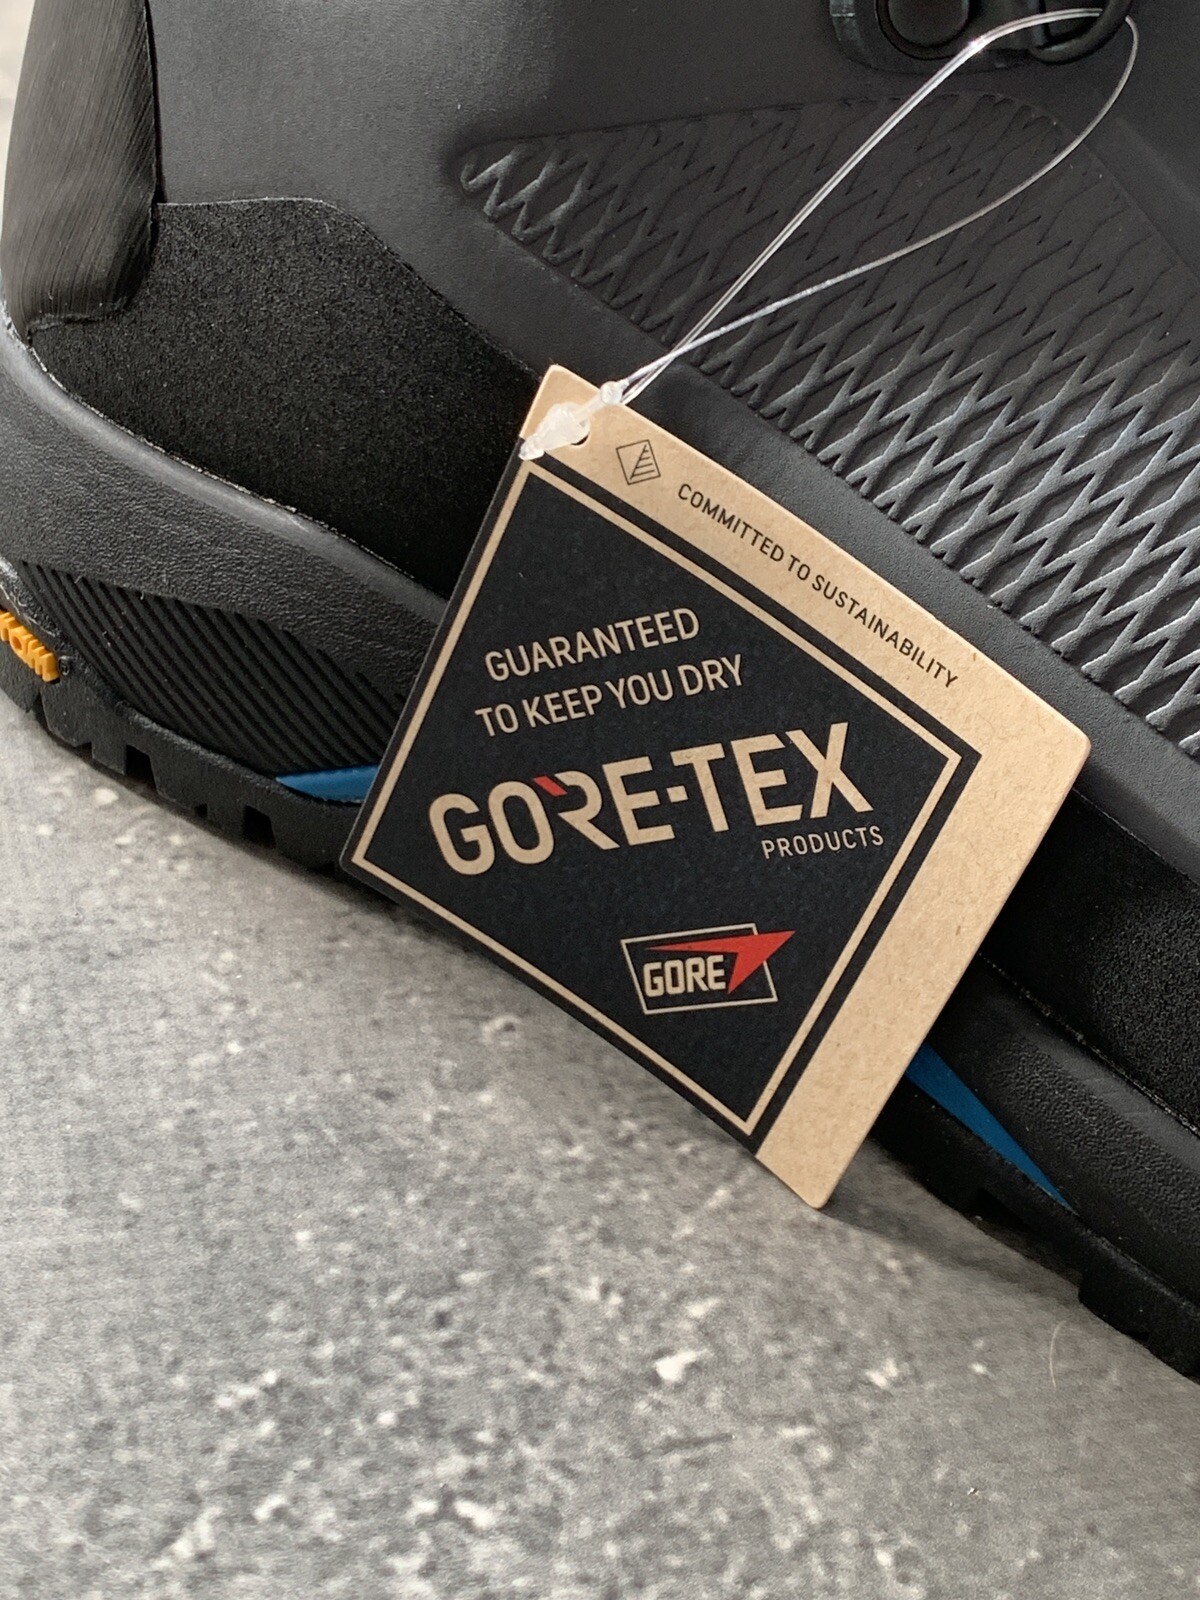 COMMITTED TO SUSTAINABILITY
GUARANTEED
TO KEEP YOU DRY
GORE-TEX
PRODUCTS
GORE